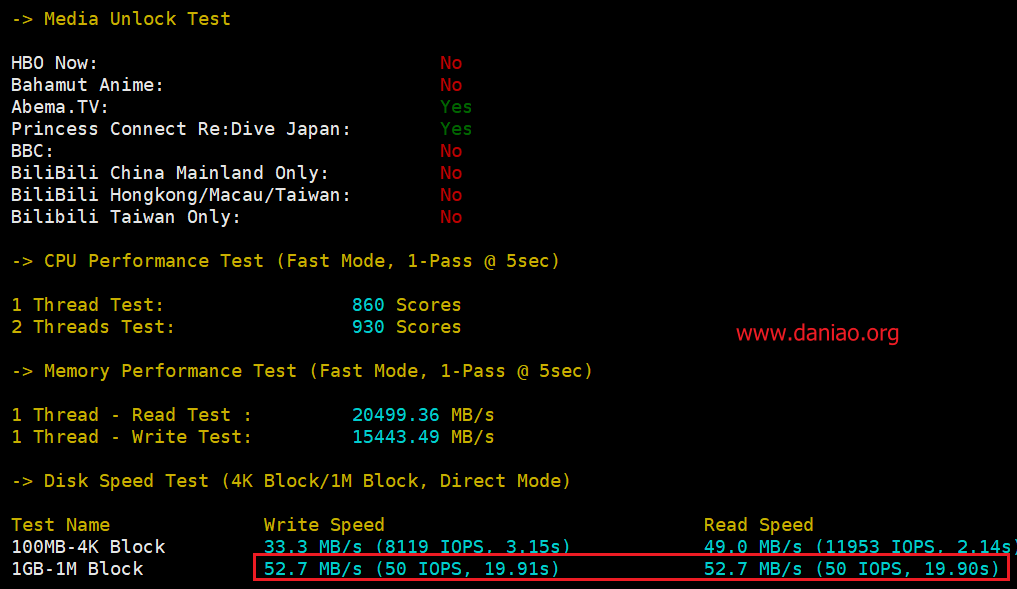 -> Media Unlock Test
HBO Now: No
Bahamut Anime: No
Abema.TV: Yes
Princess Connect Re:Dive Japan: Yes
BBC: No
BiliBili China Mainland Only: No
BiliBili Hongkong/Macau/Taiwan: No
Bilibili Taiwan Only: No
-> CPU Performance Test (Fast Mode, 1-Pass @ 5sec)
1 Thread Test: 860 Scores
2 Threads Test: 930 Scores
www.daniao.org
-> Memory Performance Test (Fast Mode, 1-Pass @ 5sec)
1 Thread - Read Test : 20499.36 MB/s
1 Thread - Write Test: 15443.49 MB/s
-> Disk Speed Test (4K Block/1M Block, Direct Mode)
Test Name Write Speed Read Speed
100MB-4K Block 33.3 MB/s (8119 IOPS, 3.15s) 49.0 MB/s (11953 IOPS, 2.14s)
1GB-1M Block 52.7 MB/s (50 IOPS, 19.91s) 52.7 MB/s (50 IOPS, 19.90s)